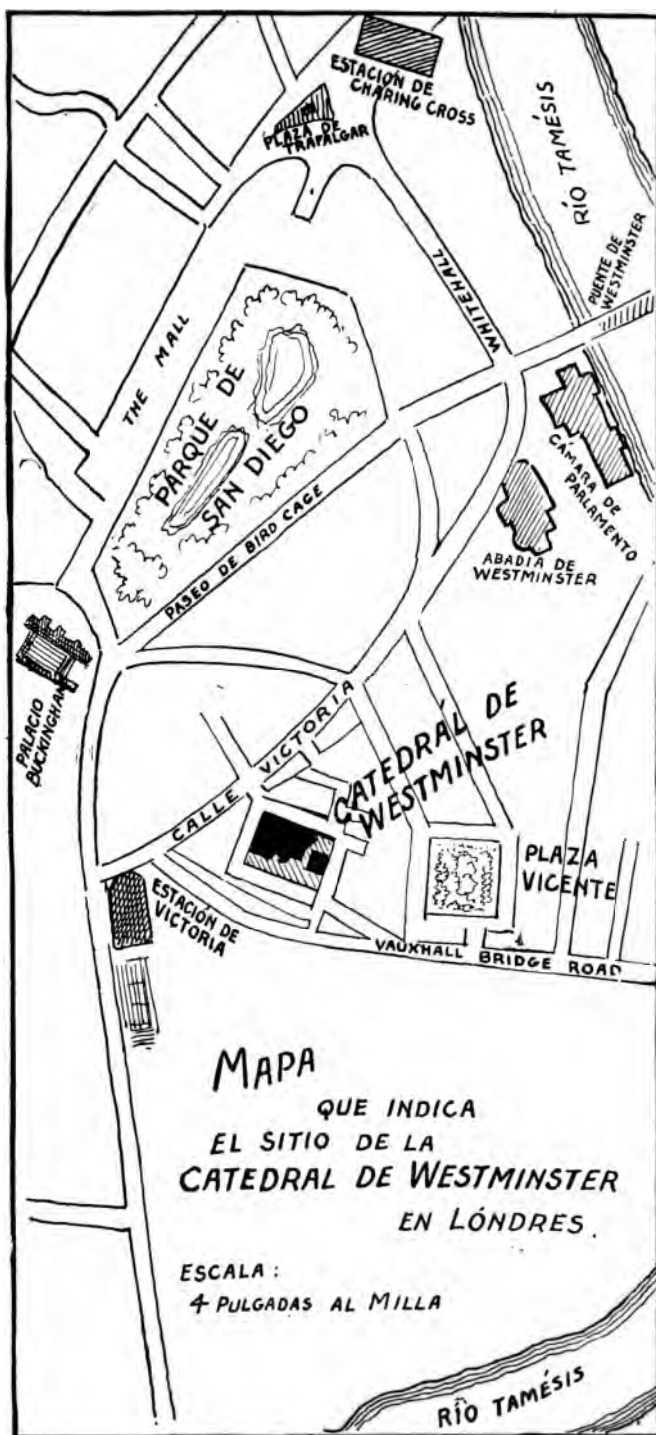 ESTACIÓN DE
CHARING CROSS
PLAZA DE
TRAFALGAR
RÍO TAMÉSIS
PUENTE DE
WESTMINSTER
WHITEHALL
THE MALL
PARQUE DE
SAN DIEGO
CÁMARA DE
PARLAMENTO
PASEO DE BIRD CAGE
ABADIA DE
WESTMINSTER
PALACIO
BUCKINGHAM
CALLE VICTORIA
CATEDRÁL DE
WESTMINSTER
PLAZA
VICENTE
ESTACIÓN DE
VICTORIA
VAUXHALL BRIDGE ROAD
MAPA
QUE INDICA
EL SITIO DE LA
CATEDRAL DE WESTMINSTER
EN LÓNDRES.
ESCALA:
4 PULGADAS AL MILLA
RÍO TAMÉSIS